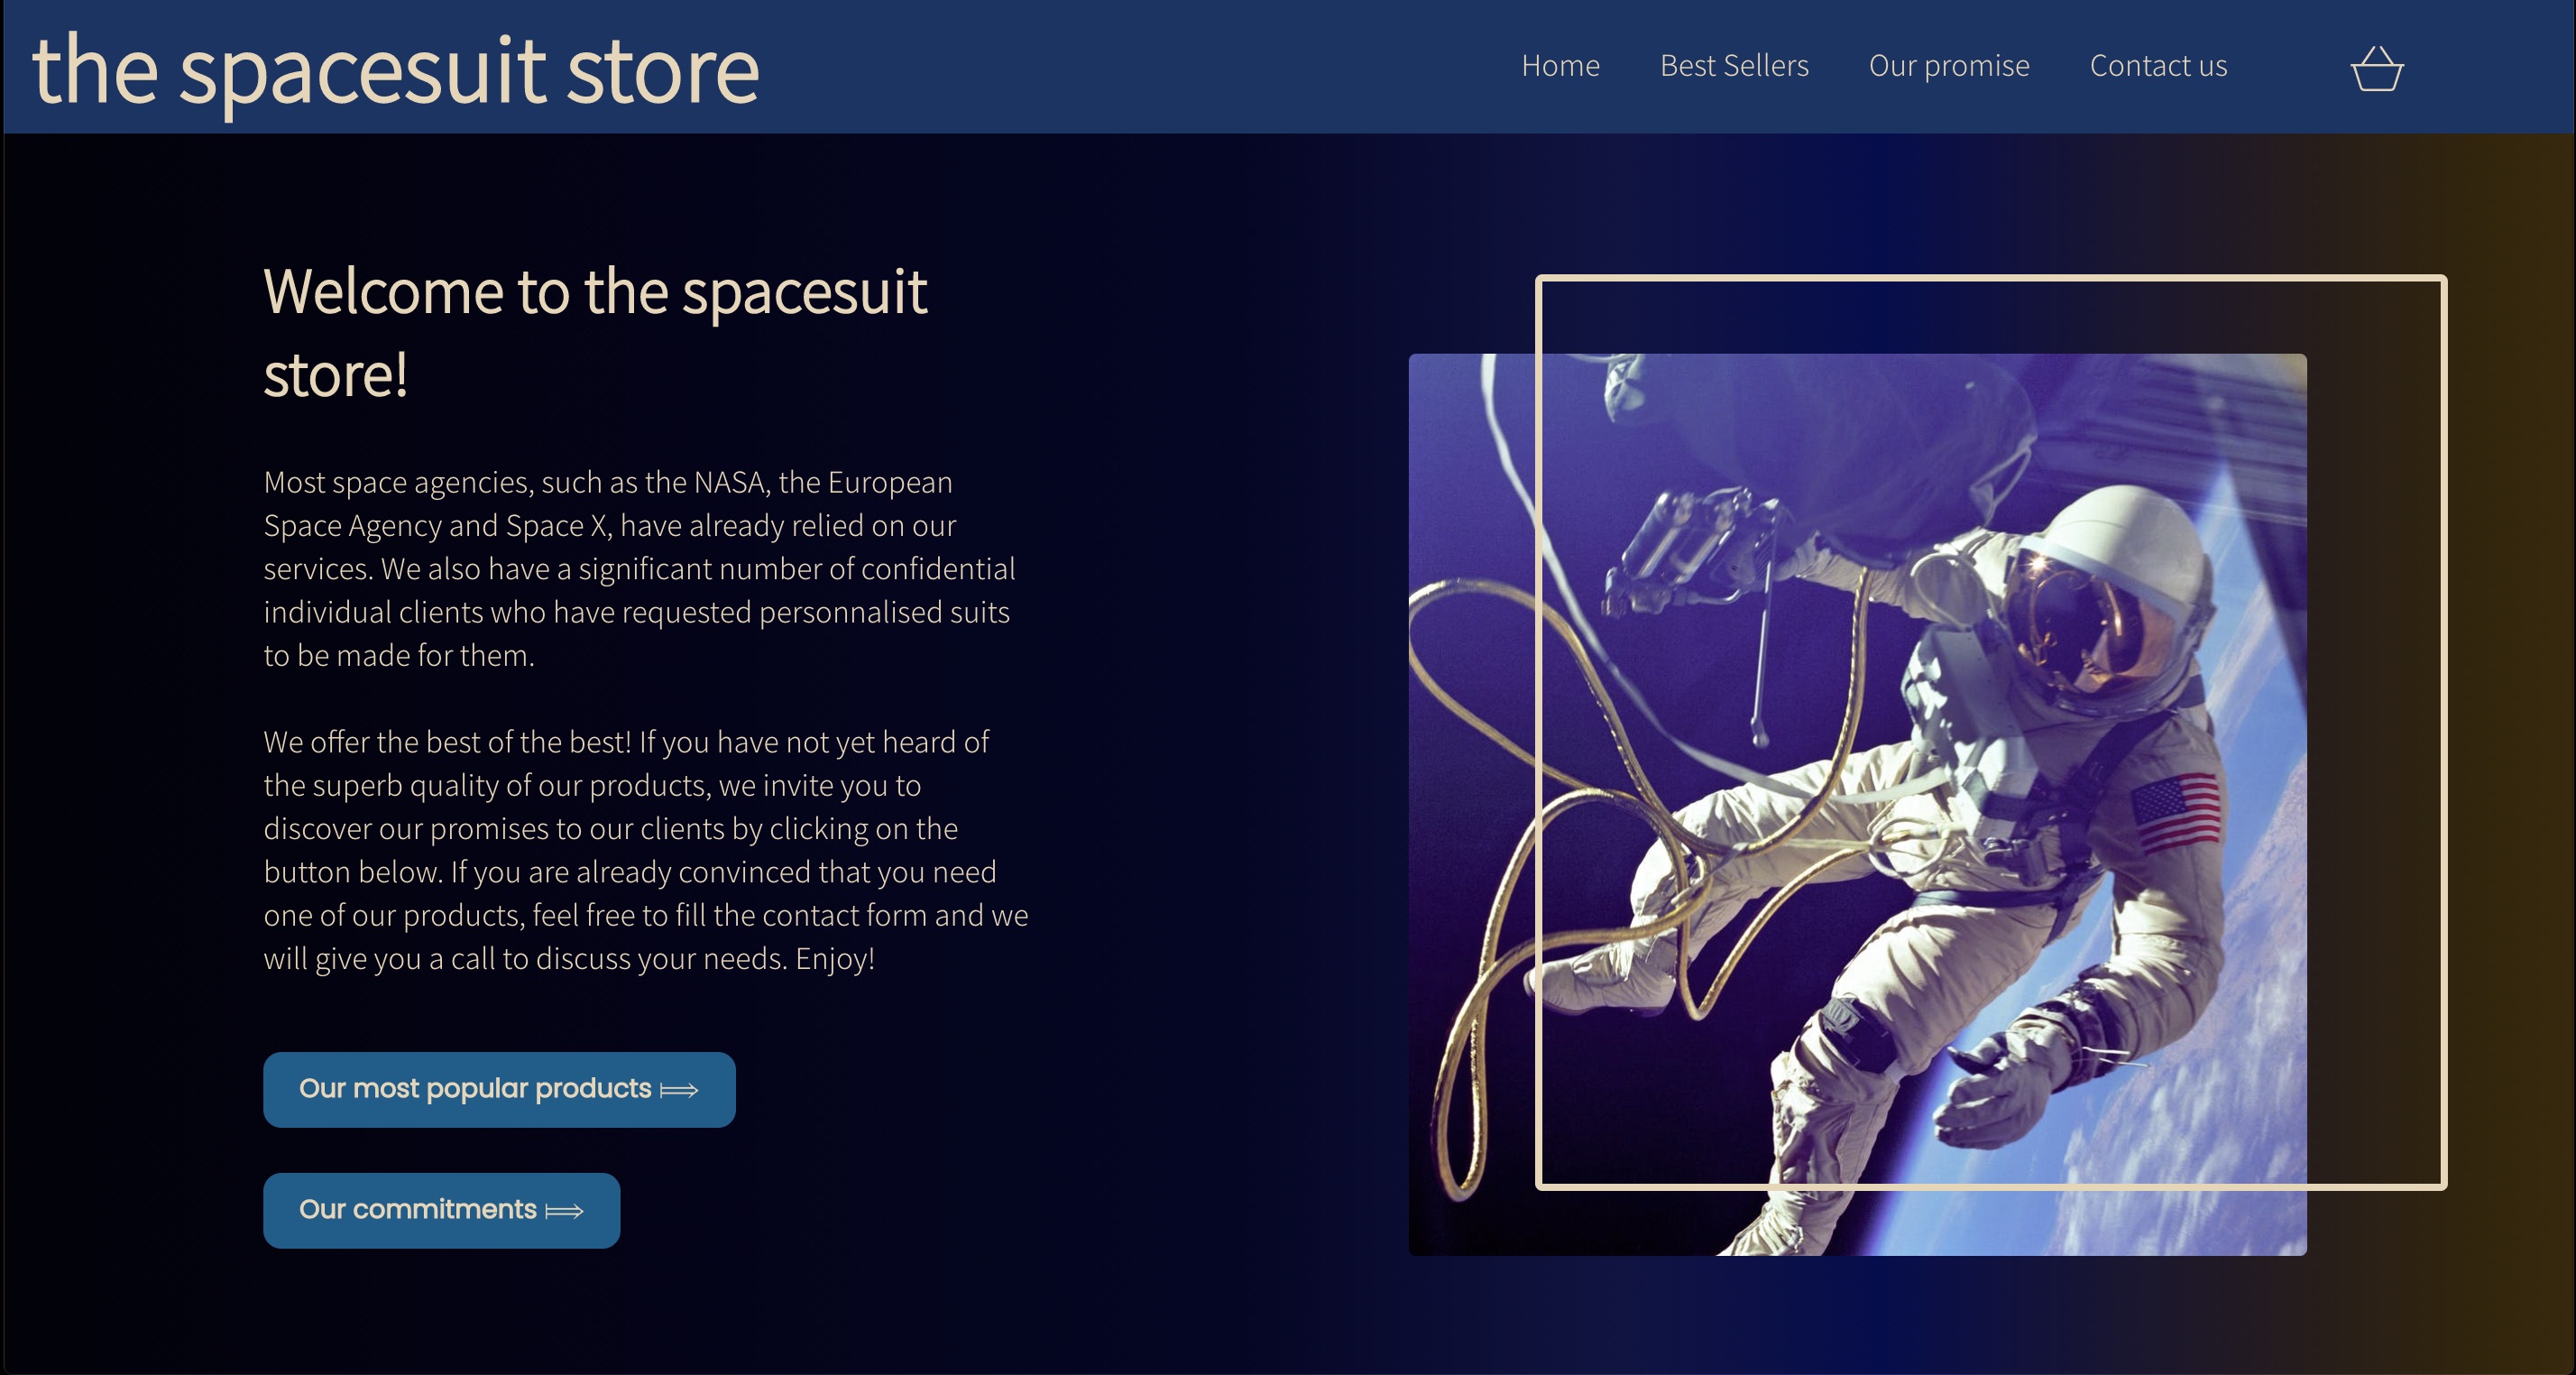 the spacesuit store
Home
Best Sellers
Our promise
Contact us
Welcome to the spacesuit
store!
Most space agencies, such as the NASA, the European
Space Agency and Space X, have already relied on our
services. We also have a significant number of confidential
individual clients who have requested personnalised suits
to be made for them.
We offer the best of the best! If you have not yet heard of
the superb quality of our products, we invite you to
discover our promises to our clients by clicking on the
button below. If you are already convinced that you need
one of our products, feel free to fill the contact form and we
will give you a call to discuss your needs. Enjoy!
Our most popular products ⟾
Our commitments ⟾